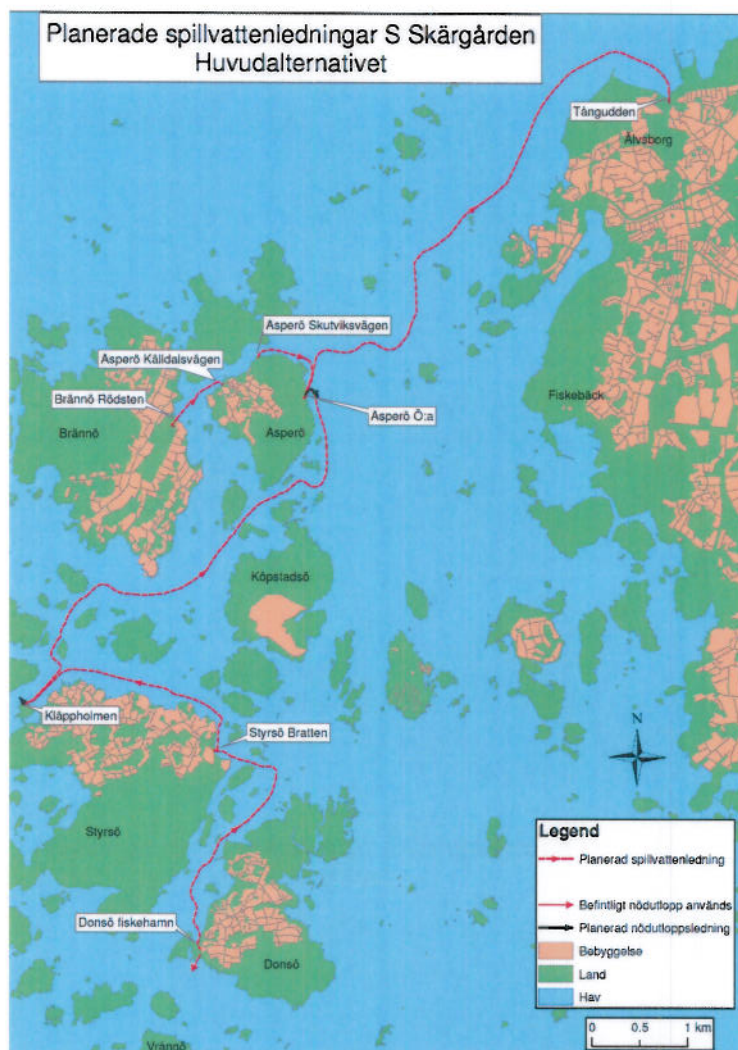 Planerade spillvattenledningar S Skärgården
Huvudalternativet
Tångudden
Älvsborg
Asperö Skutviksvägen
Asperö Källdalsvägen
Brännö Rödsten
Fiskebäck
Asperö Ö:a
Brännö
Asperö
Köpstadsö
Kläppholmen
Styrsö Bratten
N
Styrsö
Donsö fiskehamn
Donsö
Vrångö
Legend
Planerad spillvattenledning
Befintligt nödutlopp används
Planerad nödutloppsledning
Bebyggelse
Land
Hav
0 0.5 1 km